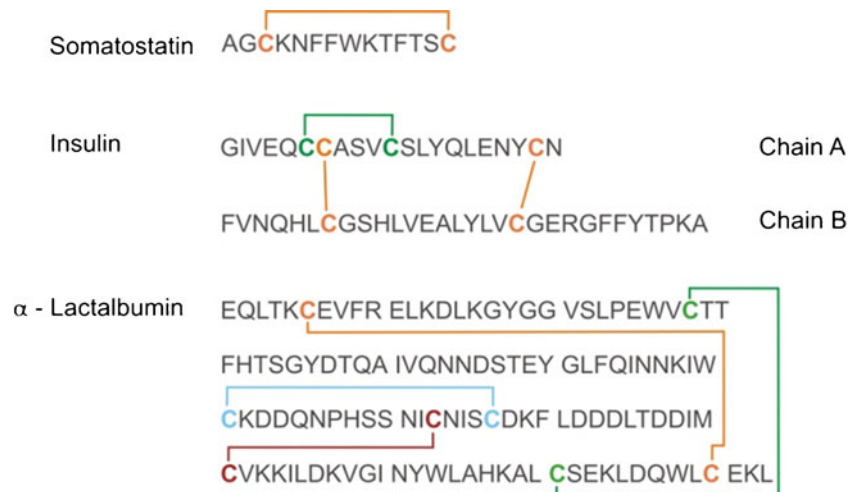 Somatostatin AGCKNFFWKTFTSC
Insulin GIVEQCCASVCSLYQLENYCN Chain A
FVNQHLCGSHLVEALYLVCGERGFFYTPKA Chain B
α - Lactalbumin EQLTKCEVFR ELKDLKGYGG VSLPEWVCTT
FHTSGYDTQA IVQNNDSTEY GLFQINNKIW
CKDDQNPHSS NICNISCDKF LDDDLTDDIM
CVKKILDKVGI NYWLAHKAL CSEKLDQWLC EKL